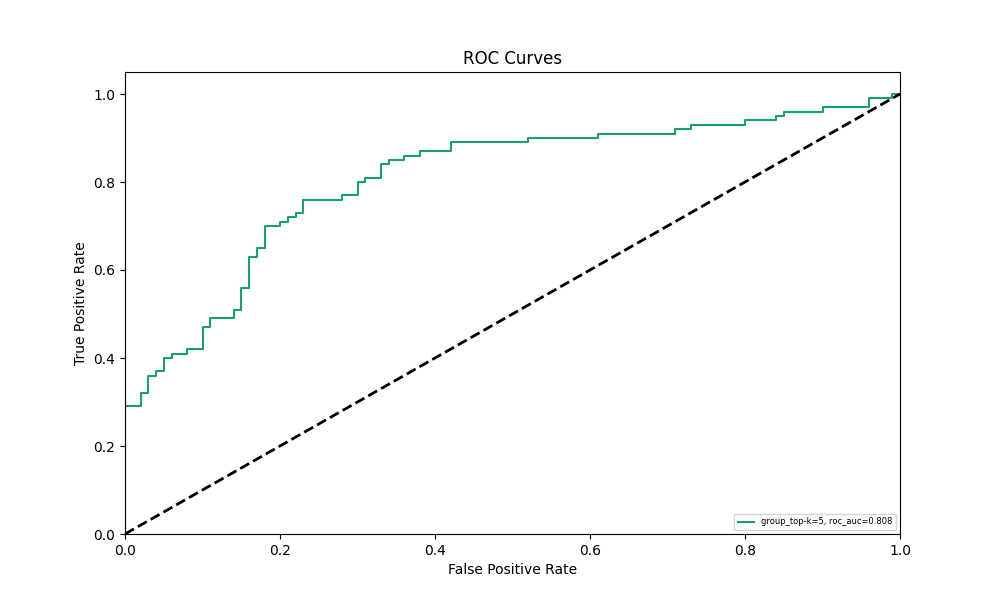 ROC Curves
1.0
0.8
0.6
0.4
0.2
0.0
True Positive Rate
group_top-k=5, roc_auc=0.808
0.0 0.2 0.4 0.6 0.8 1.0
False Positive Rate